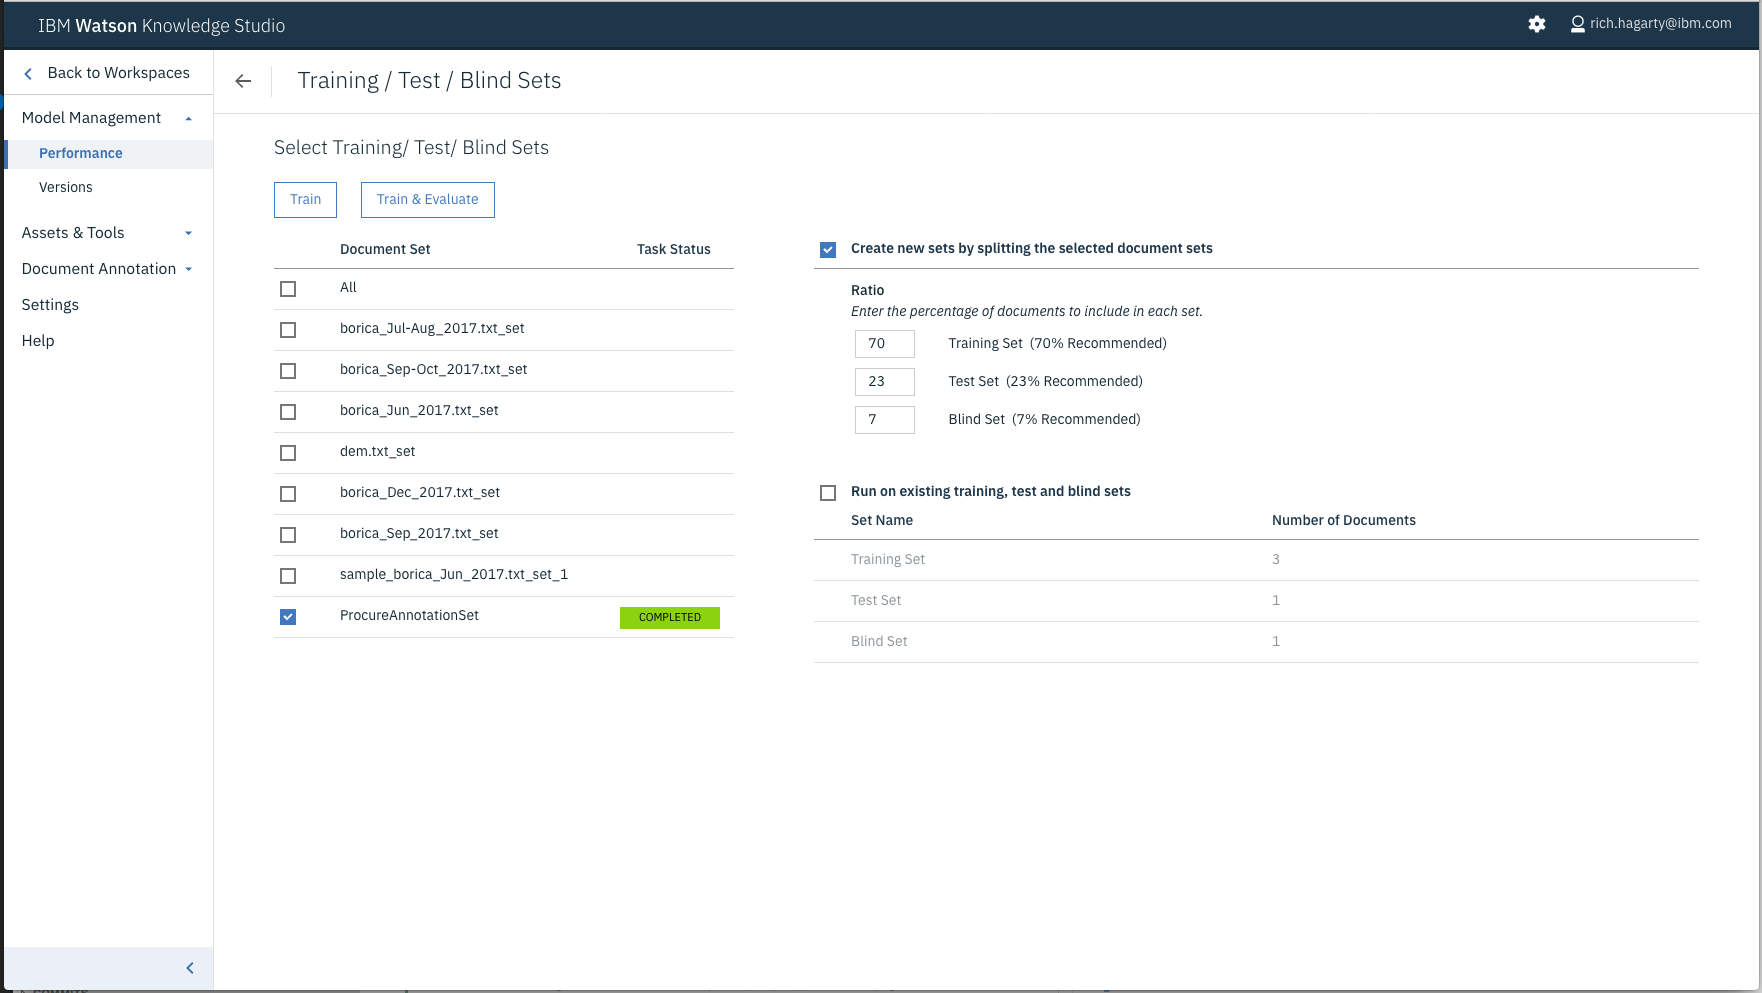 IBM Watson Knowledge Studio
rich.hagarty@ibm.com
Back to Workspaces
Model Management
Performance
Versions
Assets & Tools
Document Annotation
Settings
Help
Training / Test / Blind Sets
Select Training/ Test/ Blind Sets
Train
Train & Evaluate
Document Set Task Status
All
borica_Jul-Aug_2017.txt_set
borica_Sep-Oct_2017.txt_set
borica_Jun_2017.txt_set
dem.txt_set
borica_Dec_2017.txt_set
borica_Sep_2017.txt_set
sample_borica_Jun_2017.txt_set_1
ProcureAnnotationSet COMPLETED
Create new sets by splitting the selected document sets
Ratio
Enter the percentage of documents to include in each set.
70 Training Set (70% Recommended)
23 Test Set (23% Recommended)
7 Blind Set (7% Recommended)
Run on existing training, test and blind sets
Set Name Number of Documents
Training Set 3
Test Set 1
Blind Set 1